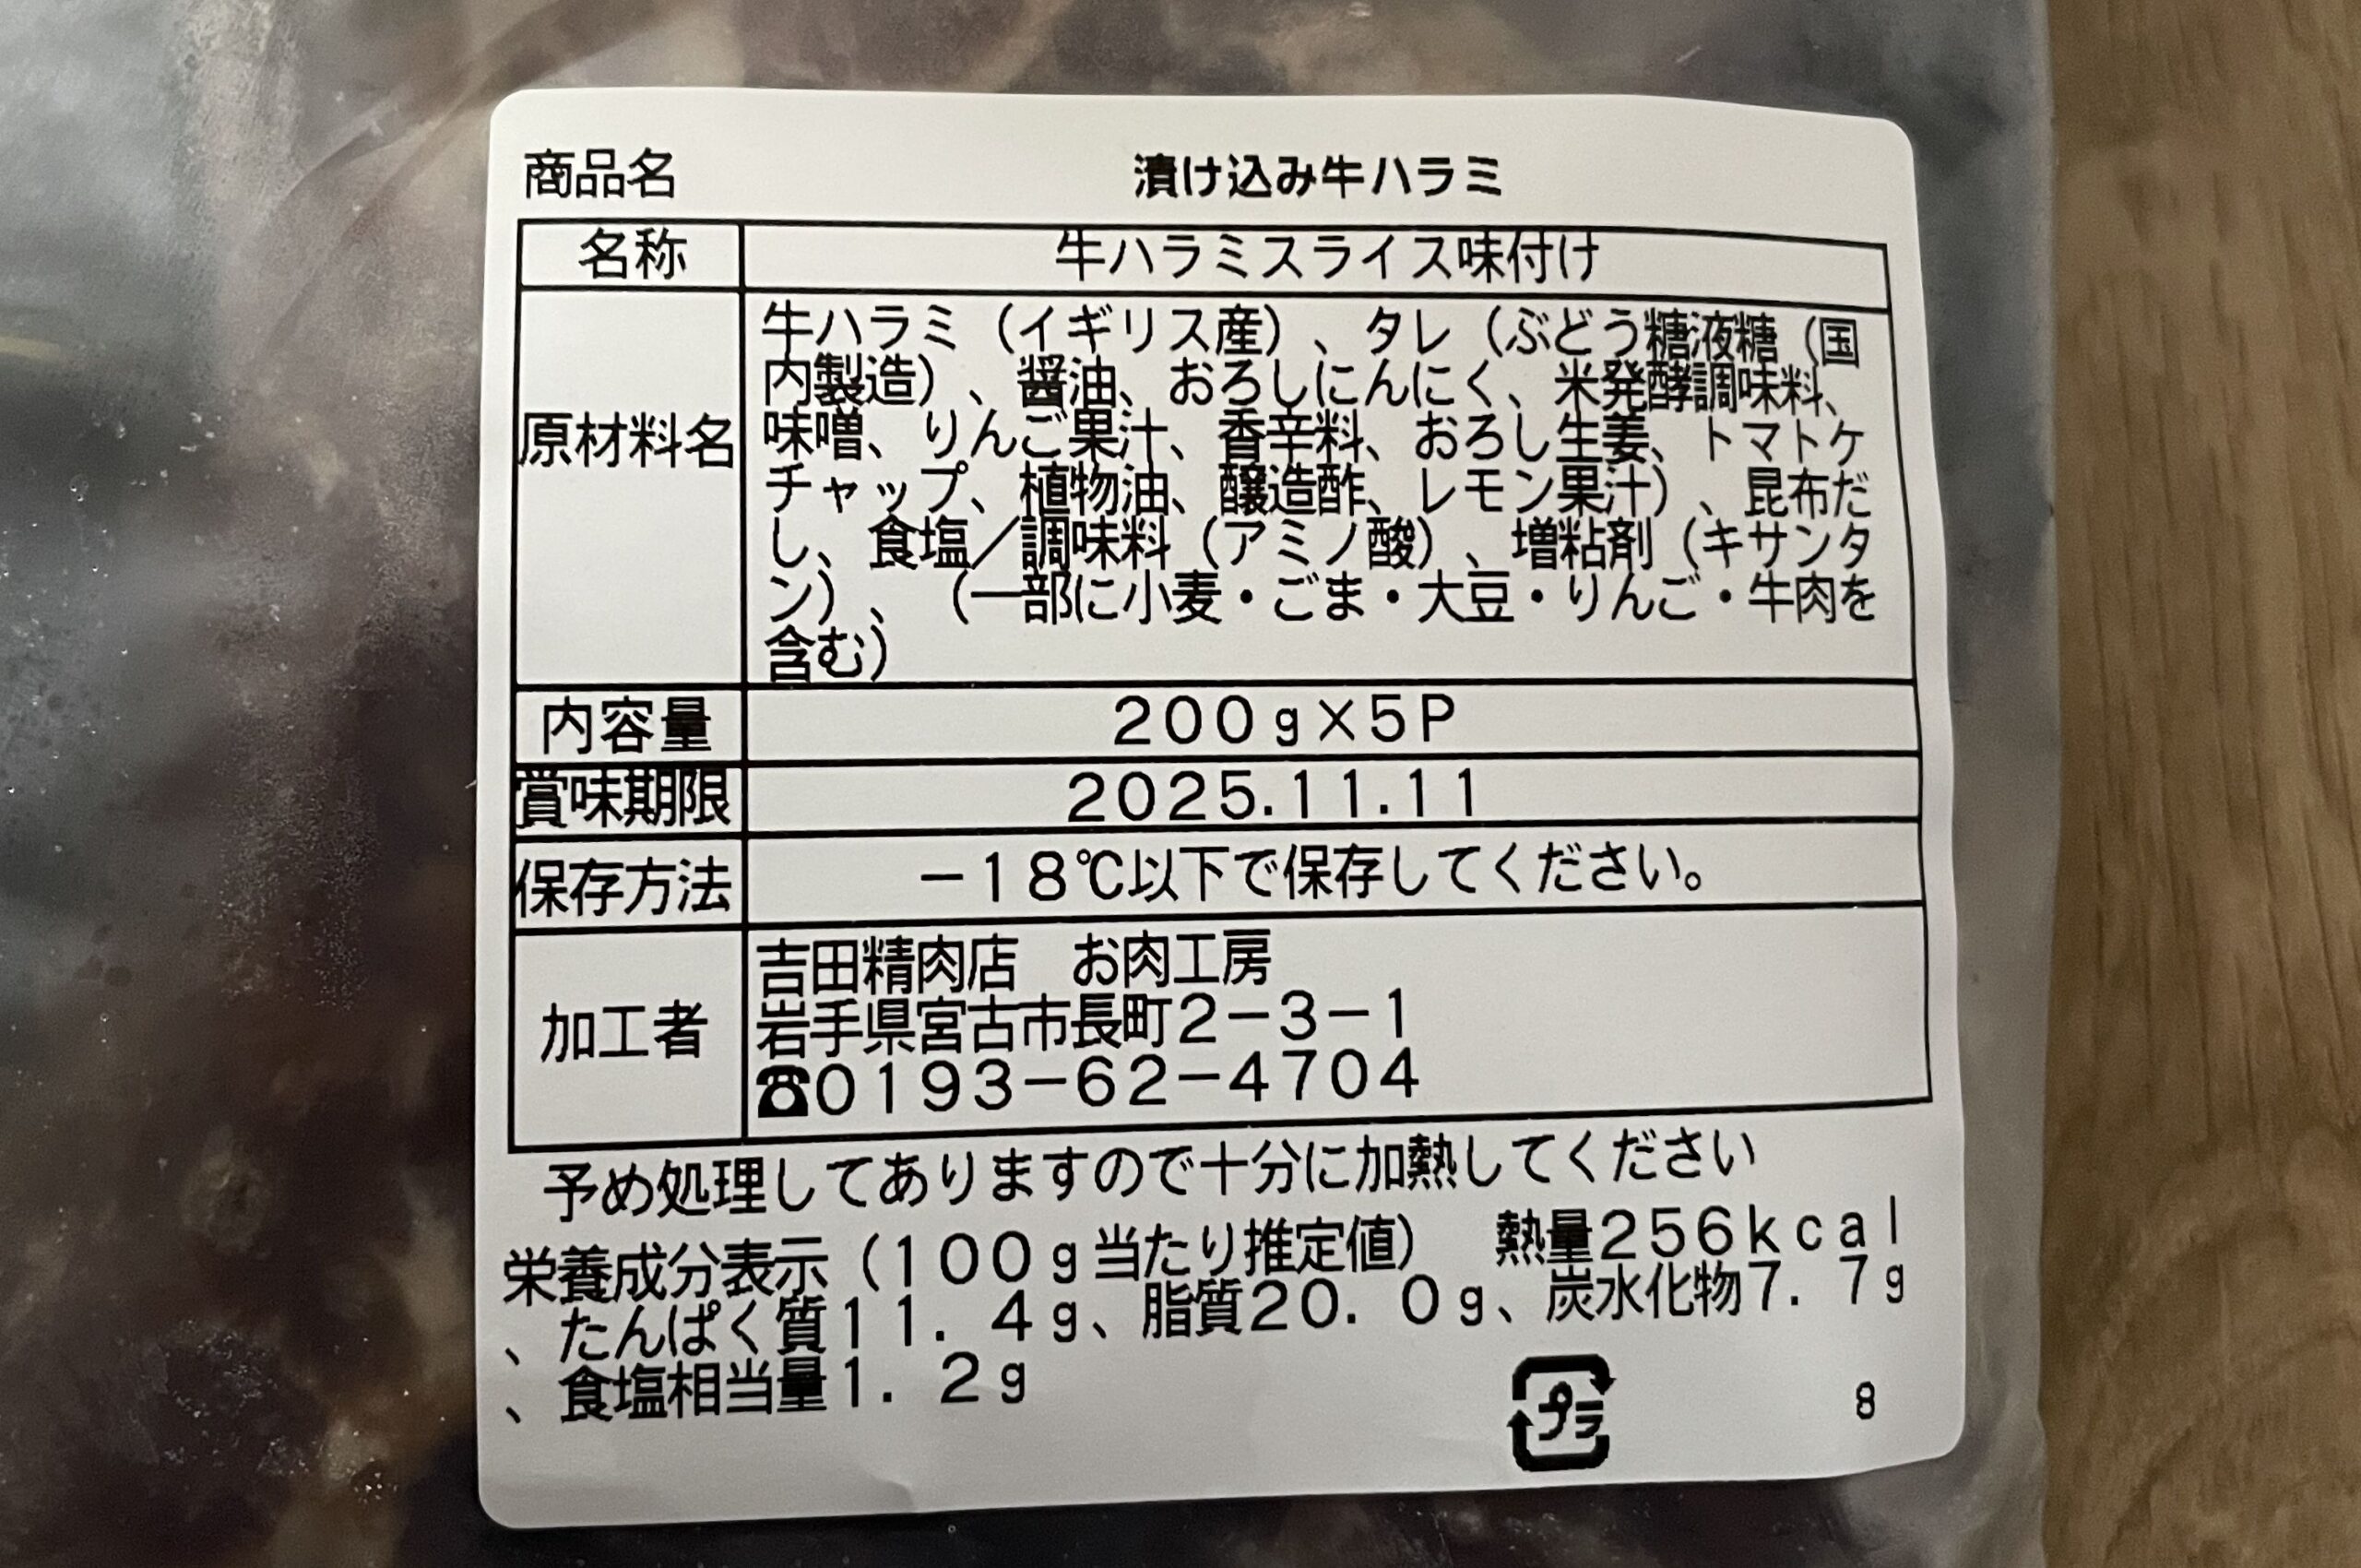 商品名 漬け込み牛ハラミ
名称 牛ハラミスライス味付け
原材料名
牛ハラミ（イギリス産）、タレ（ぶどう糖液糖（国
内製造）、醤油、おろしにんにく、米発酵調味料、
味噌、りんご果汁、香辛料、おろし生姜、トマトケ
チャップ、植物油、醸造酢、レモン果汁）、昆布だ
し、食塩／調味料（アミノ酸）、増粘剤（キサンタ
ン）、（一部に小麦・ごま・大豆・りんご・牛肉を
含む）
内容量 200g×5P
賞味期限 2025.11.11
保存方法 －18℃以下で保存してください。
加工者
吉田精肉店　お肉工房
岩手県宮古市長町2－3－1
☎0193－62－4704
予め処理してありますので十分に加熱してください
栄養成分表示（100g当たり推定値）　熱量256kcal
、たんぱく質11．4g、脂質20．0g、炭水化物7．7g
、食塩相当量1．2g
プラ
8